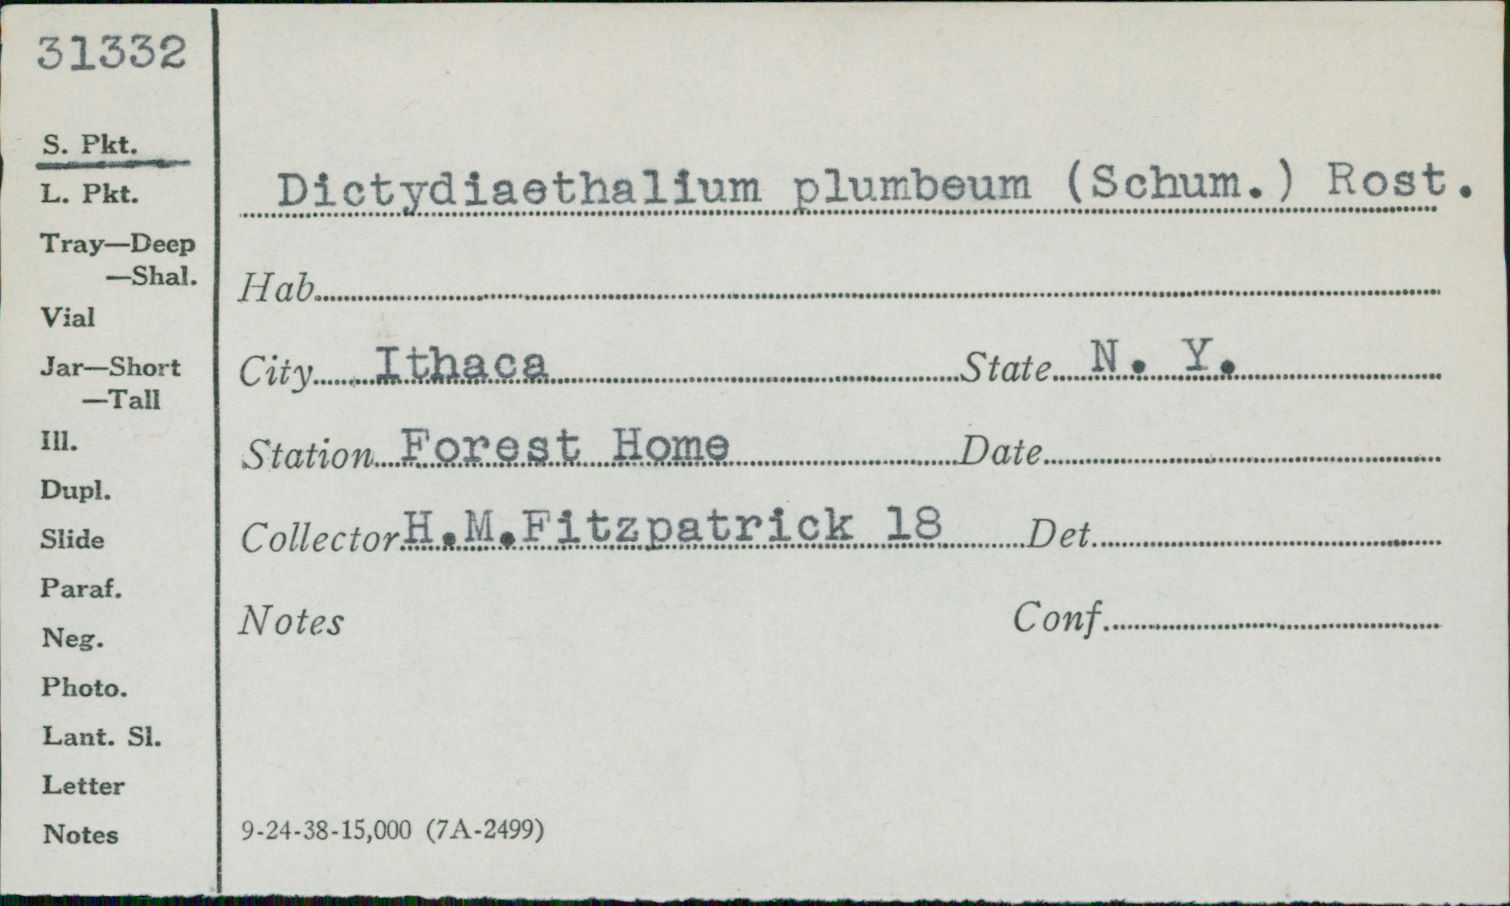 31332
S. Pkt.
L. Pkt.
Tray—Deep
—Shal.
Vial
Jar—Short
—Tall
Ill.
Dupl.
Slide
Paraf.
Neg.
Photo.
Lant. Sl.
Letter
Notes
Dictydiaethalium plumbeum (Schum.) Rost.
Hab.
City Ithaca State N. Y.
Station Forest Home Date
Collector H.M.Fitzpatrick 18 Det.
Notes Conf.
9-24-38-15,000 (7A-2499)